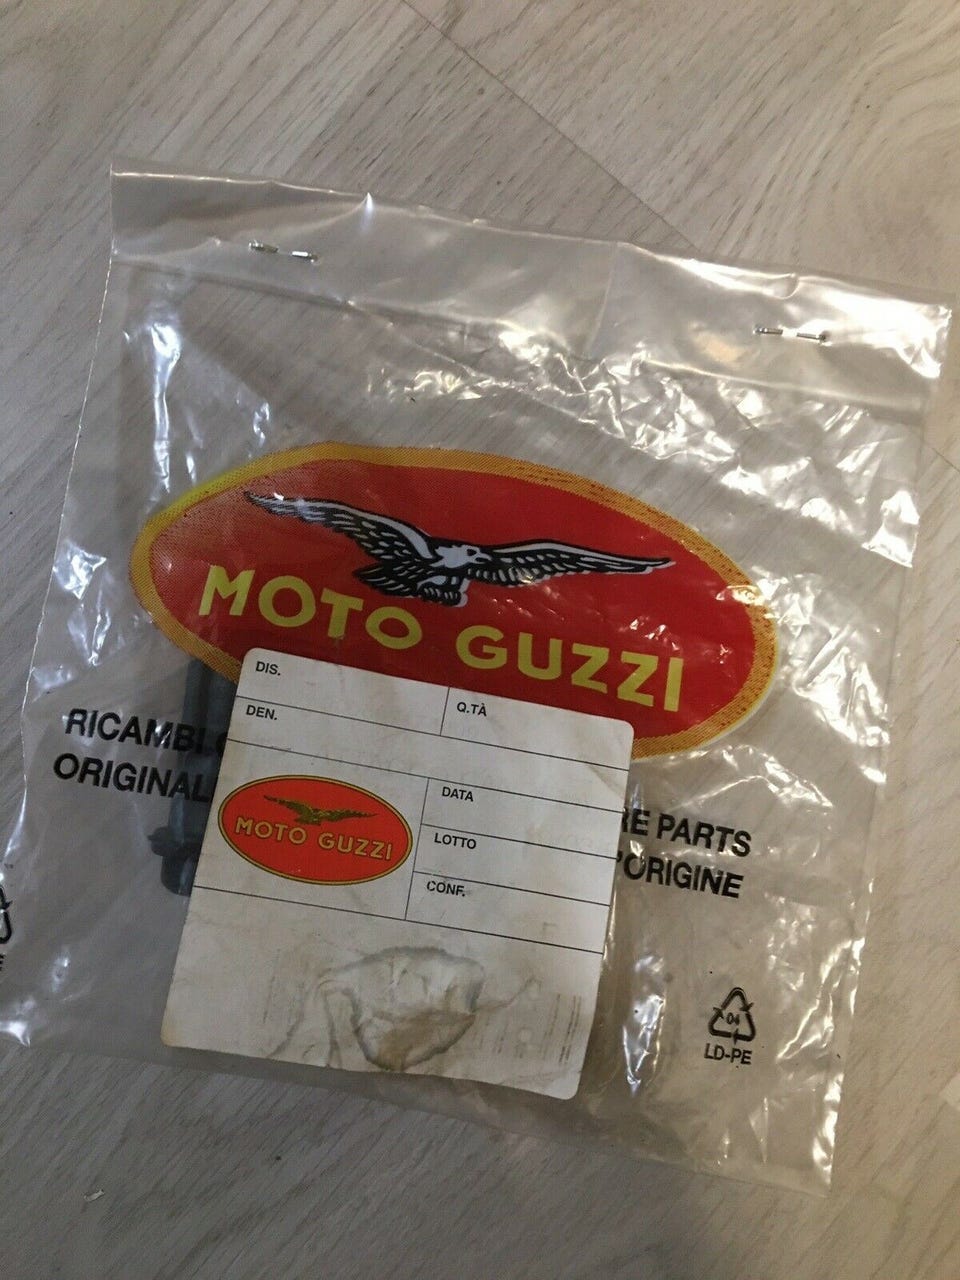 MOTO GUZZI
DIS.
Q.TÀ
DEN.
RICAMBI
ORIGINAL
DATA
MOTO GUZZI
LOTTO
CONF.
RE PARTS
'ORIGINE
04
LD-PE